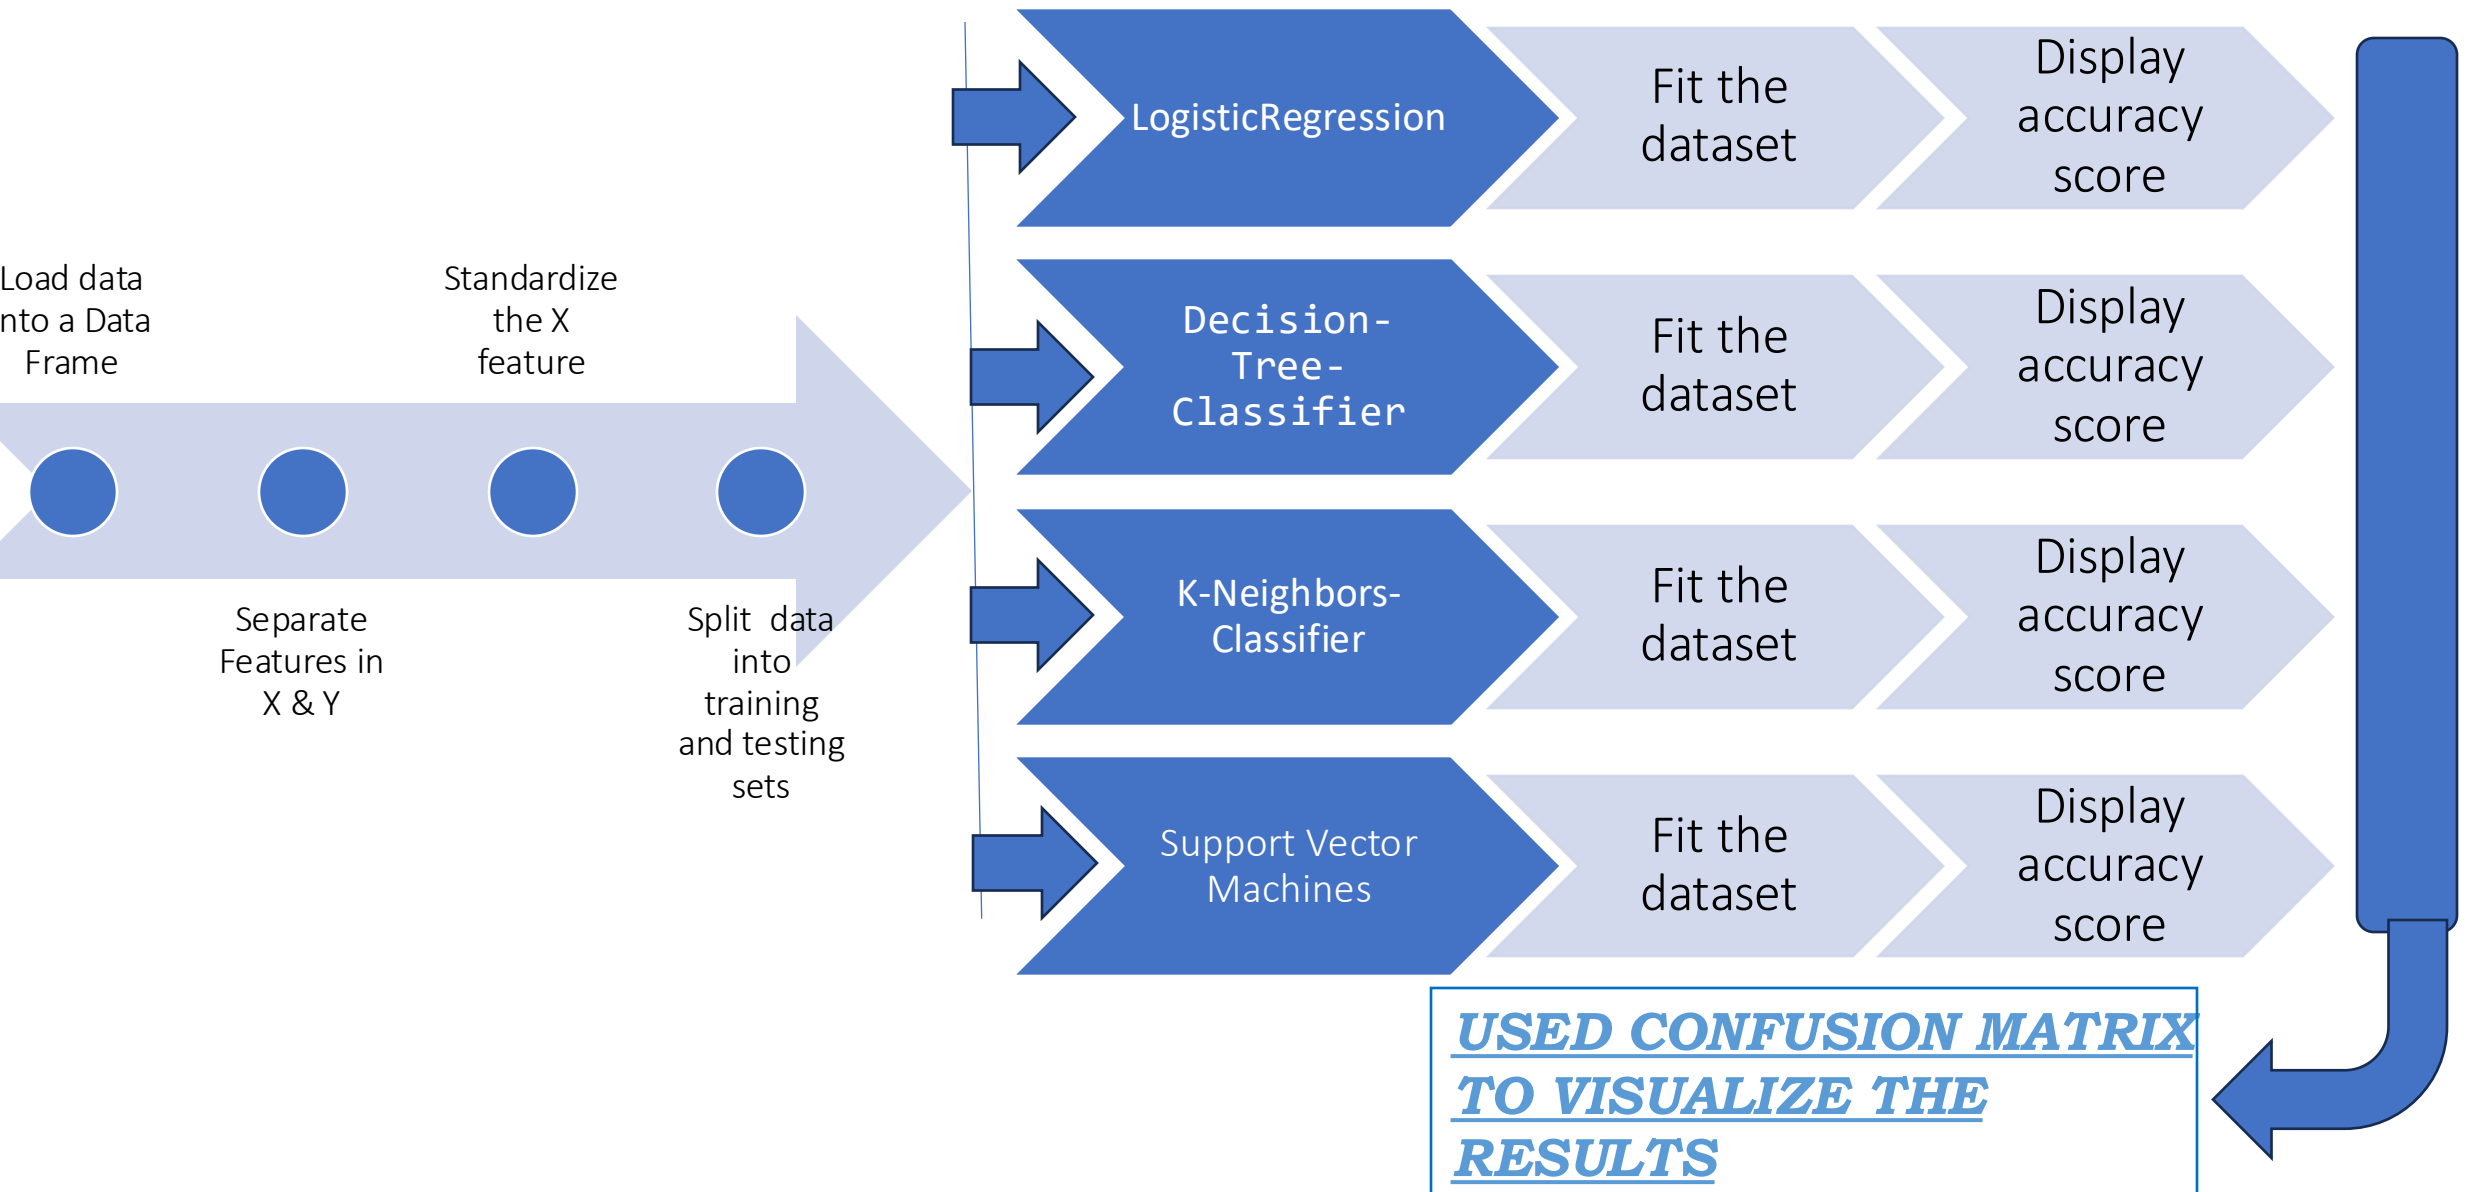 Load data
nto a Data
Frame
Standardize
the X
feature
Separate
Features in
X & Y
Split data
into
training
and testing
sets
LogisticRegression
Fit the
dataset
Display
accuracy
score
Decision-
Tree-
Classifier
Fit the
dataset
Display
accuracy
score
K-Neighbors-
Classifier
Fit the
dataset
Display
accuracy
score
Support Vector
Machines
Fit the
dataset
Display
accuracy
score
USED CONFUSION MATRIX
TO VISUALIZE THE
RESULTS